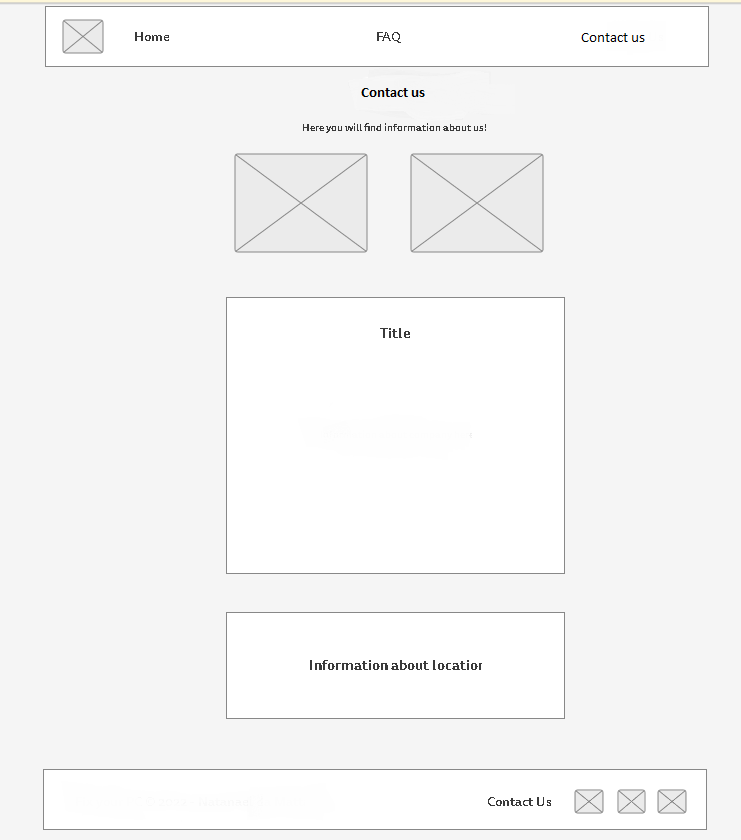 Home FAQ Contact us
Contact us
Here you will find information about us!
Title
Information about locatior
Contact Us